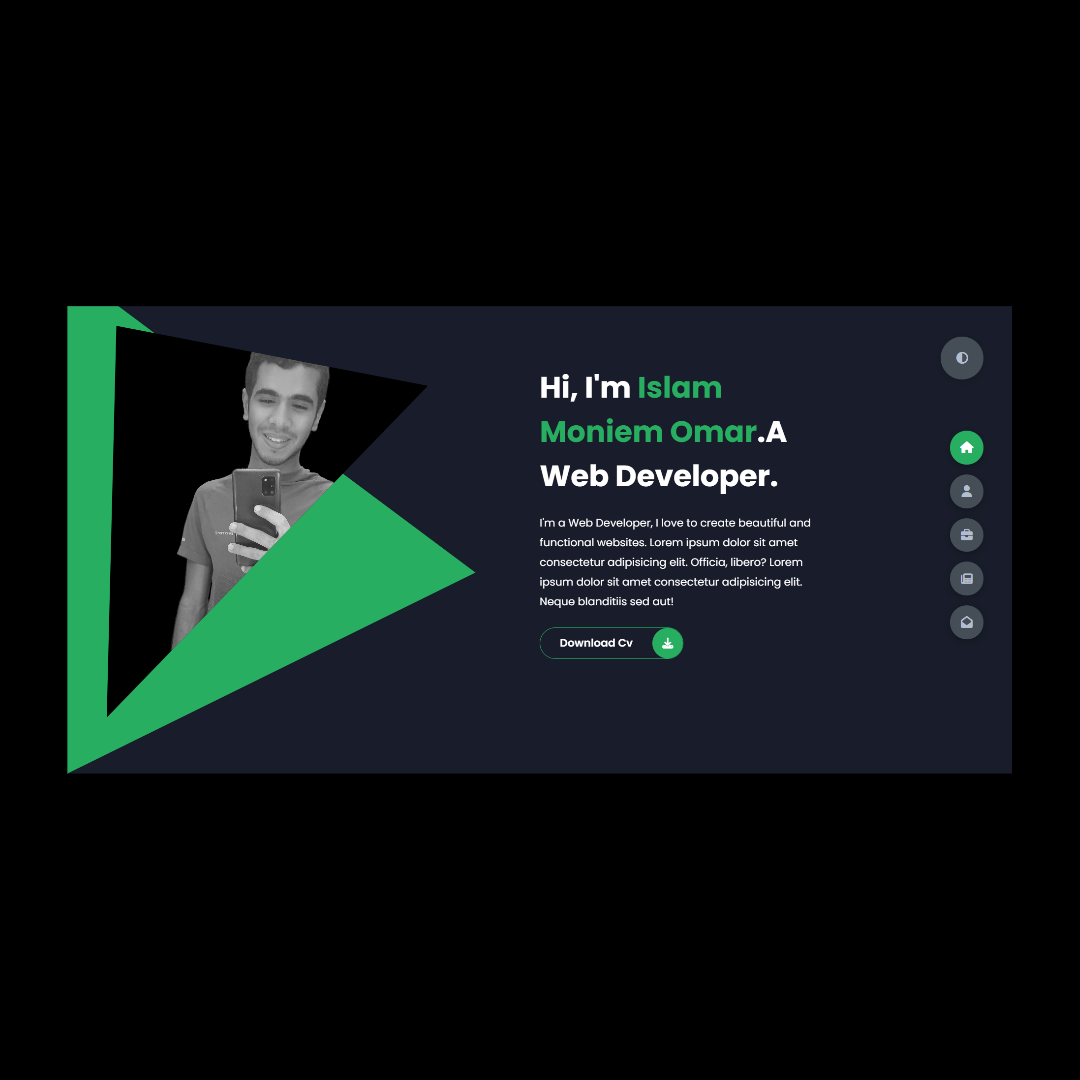 Hi, I'm Islam
Moniem Omar.A
Web Developer.
I'm a Web Developer, I love to create beautiful and
functional websites. Lorem ipsum dolor sit amet
consectetur adipisicing elit. Officia, libero? Lorem
ipsum dolor sit amet consectetur adipisicing elit.
Neque blanditiis sed aut!
Download Cv